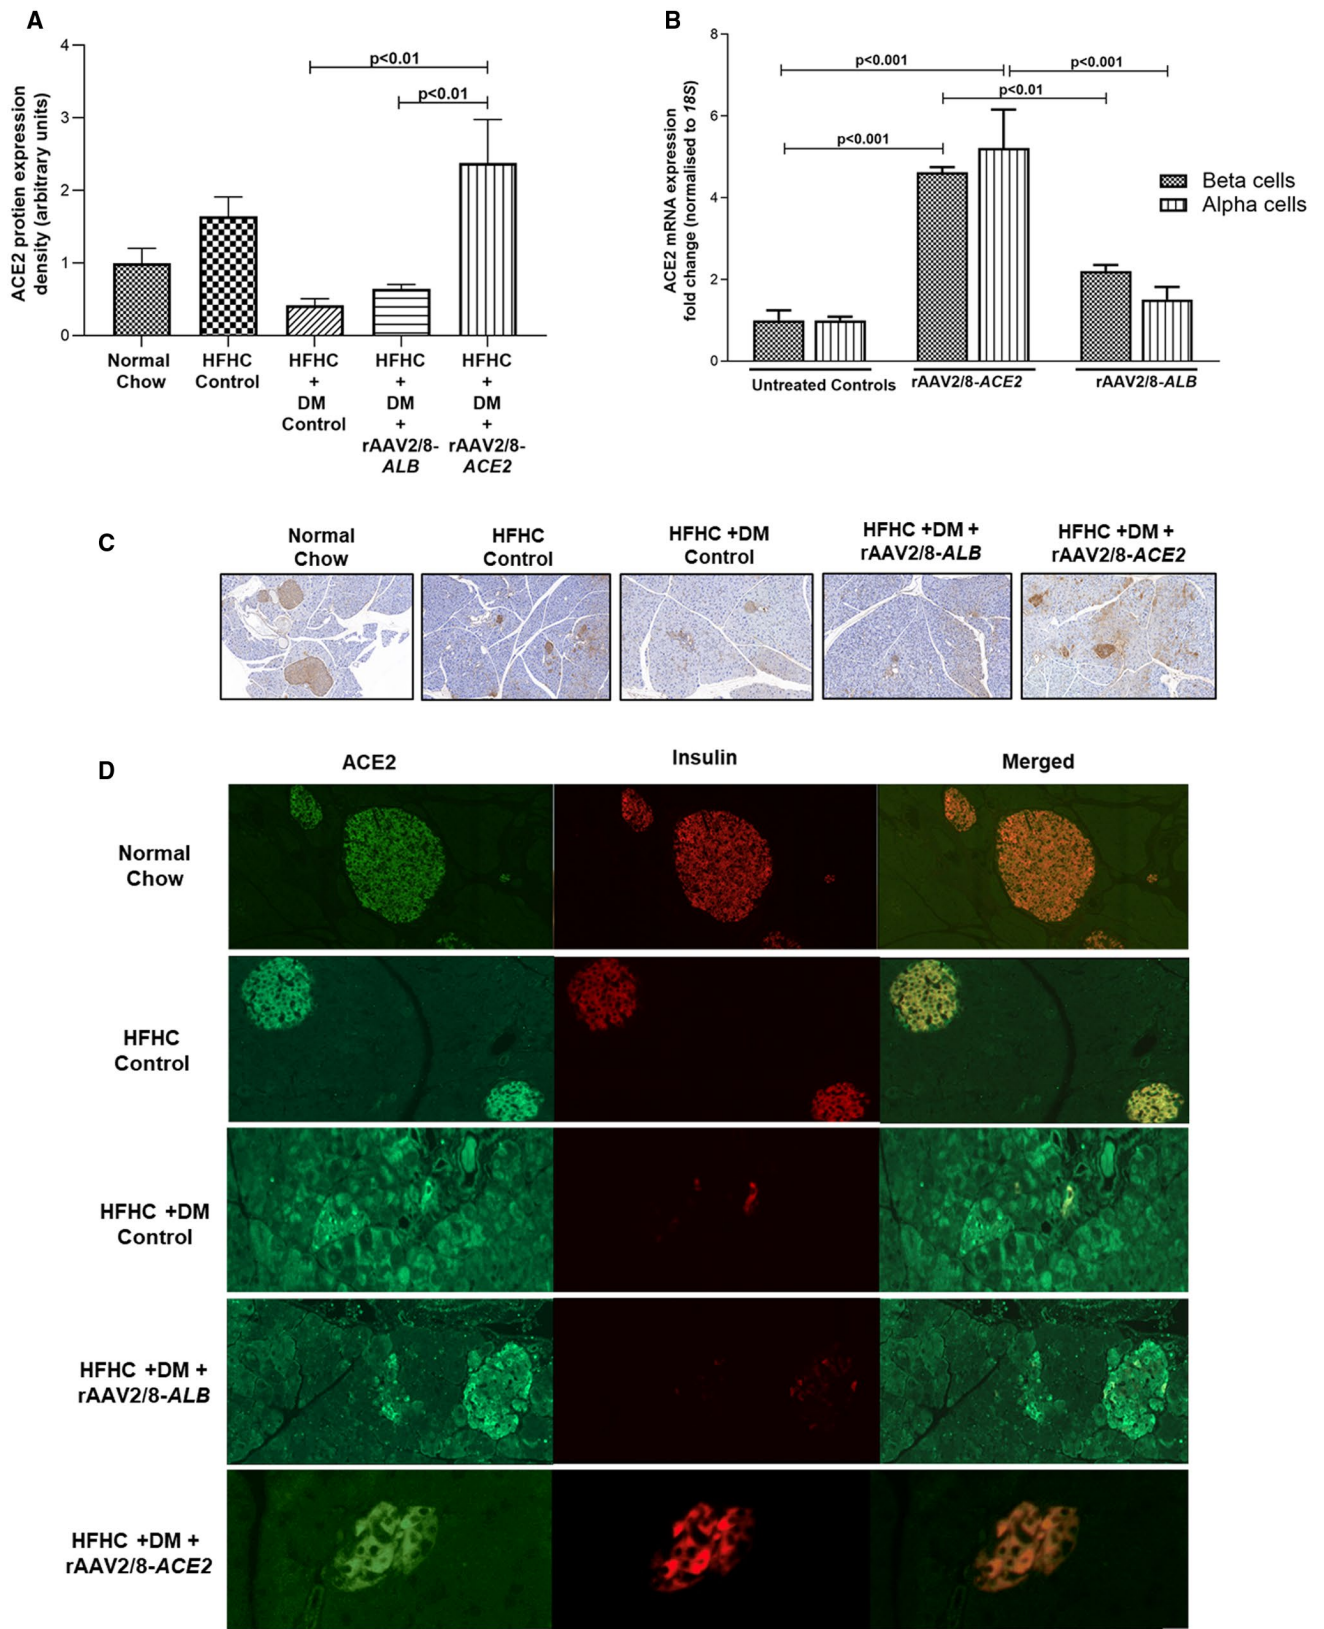 A
ACE2 protien expression
density (arbitrary units)
4
3
2
1
0
p<0.01
p<0.01
Normal
Chow
HFHC
Control
HFHC
+
DM
Control
HFHC
+
DM
+
rAAV2/8-
ALB
HFHC
+
DM
+
rAAV2/8-
ACE2
B
ACE2 mRNA expression
fold change (normalised to 18S)
8
6
4
2
0
p<0.001
p<0.001
p<0.01
p<0.001
Beta cells
Alpha cells
Untreated Controls
rAAV2/8-ACE2
rAAV2/8-ALB
C
Normal
Chow
HFHC
Control
HFHC +DM
Control
HFHC +DM +
rAAV2/8-ALB
HFHC +DM +
rAAV2/8-ACE2
D
ACE2
Insulin
Merged
Normal
Chow
HFHC
Control
HFHC +DM
Control
HFHC +DM +
rAAV2/8-ALB
HFHC +DM +
rAAV2/8-ACE2